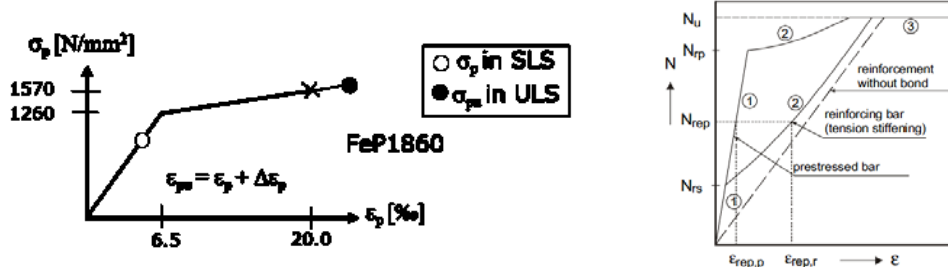 σp [N/mm²]
1570
1260
σp in SLS
σpu in ULS
FeP1860
εpu = εp + Δεp
εp [‰]
6.5
20.0
Nu
Nrp
N
Nrep
Nrs
1
2
3
1
2
1
reinforcement
without bond
reinforcing bar
(tension stiffening)
prestressed bar
εrep,p
εrep,r
ε